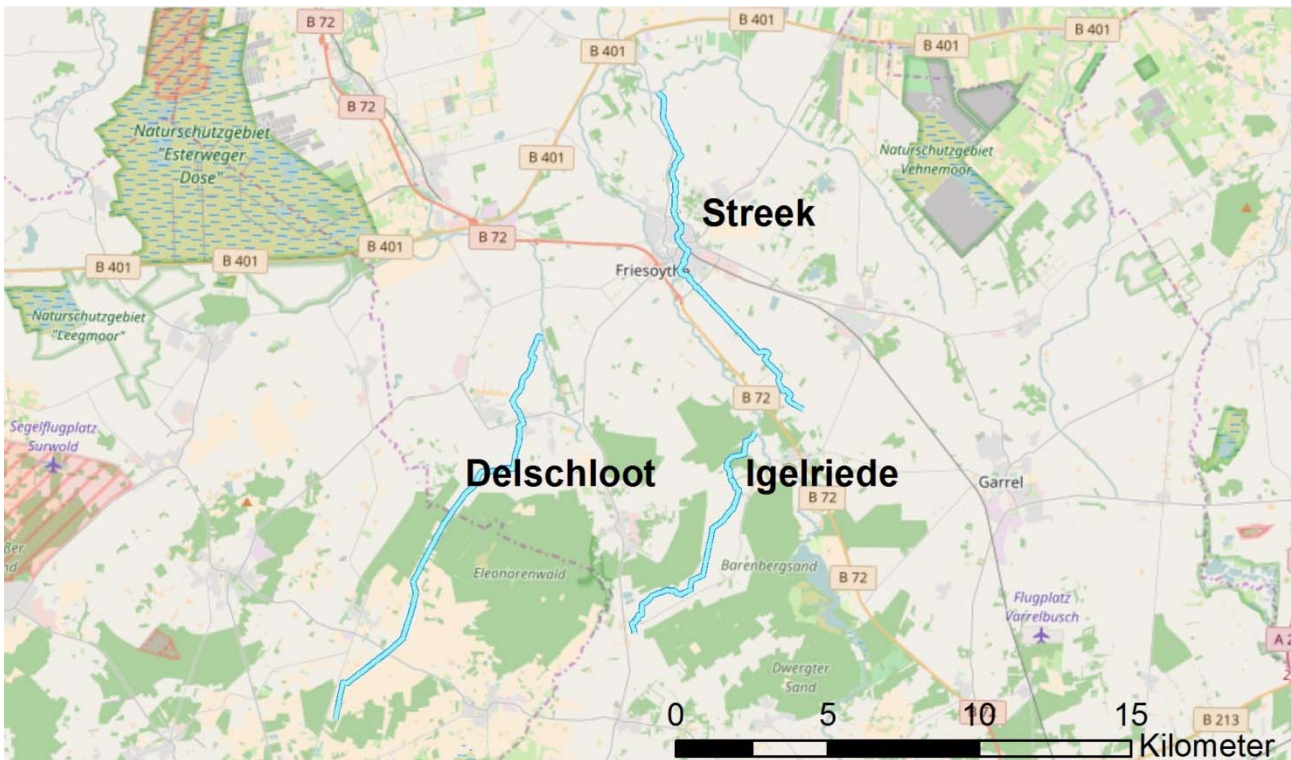 B 72
B 401
B 401
B 401
B 72
Naturschutzgebiet
"Esterweger
Dose"
B 401
Naturschutzgebiet
Vehnemoor
Streek
B 72
B 401
B 401
B 401
Friesoythe
Naturschutzgebiet
"Leegmoor"
B 72
Segelflugplatz
Surwold
Delschloot
Igelriede
Garrel
B 72
Eleonorenwald
Barenbergsand
B 72
Flugplatz
Varrelbusch
Dwergter
Sand
0 5 10 15
B 213
Kilometer